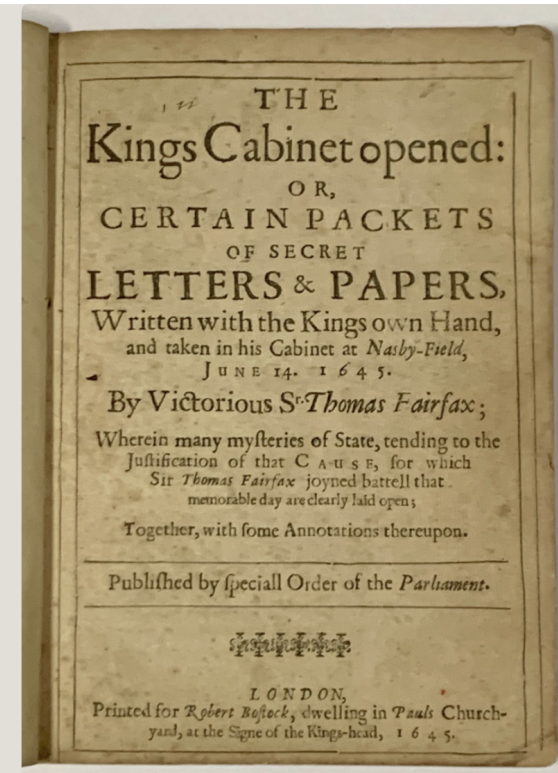 THE
Kings Cabinet opened:
OR,
CERTAIN PACKETS
OF SECRET
LETTERS & PAPERS,
Written with the Kings own Hand,
and taken in his Cabinet at Nasby-Field,
JUNE 14. 1645.
By Victorious Sr. Thomas Fairfax;
Wherein many myſteries of State, tending to the
Juſtification of that CAUSE, for which
Sir Thomas Fairfax joyned battell that
memorable day are clearly laid open;
Together, with ſome Annotations thereupon.
Publiſhed by ſpeciall Order of the Parliament.
LONDON,
Printed for Robert Boſtock, dwelling in Pauls Church-
yard, at the Signe of the Kings-head, 1645.